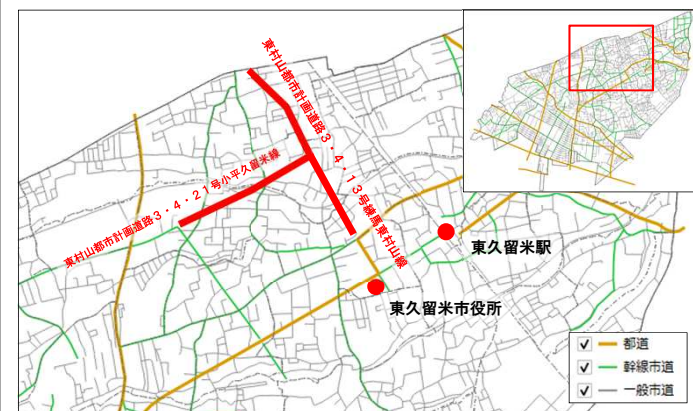 東村山都市計画道路3・4・13号練馬東村山線
東村山都市計画道路3・4・21号小平久留米線
東久留米駅
東久留米市役所
都道
幹線市道
一般市道